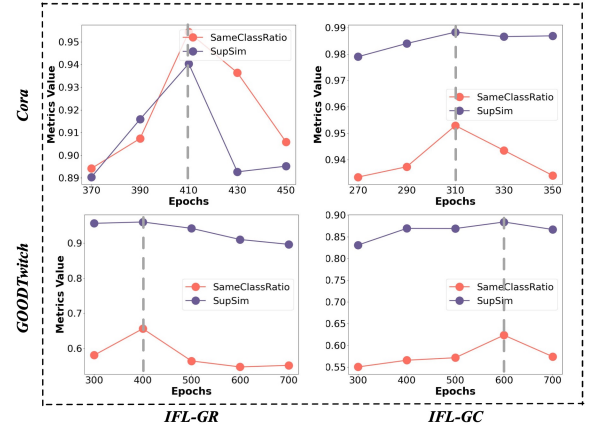 Cora
Metrics Value
0.95
0.94
0.93
0.92
0.91
0.90
0.89
370 390 410 430 450
Epochs
SameClassRatio
SupSim
Metrics Value
0.99
0.98
0.97
0.96
0.95
0.94
270 290 310 330 350
Epochs
SameClassRatio
SupSim
GOODTwitch
Metrics Value
0.9
0.8
0.7
0.6
300 400 500 600 700
Epochs
SameClassRatio
SupSim
0.90
0.85
0.80
0.75
0.70
0.65
0.60
0.55
300 400 500 600 700
Epochs
SameClassRatio
SupSim
IFL-GR
IFL-GC